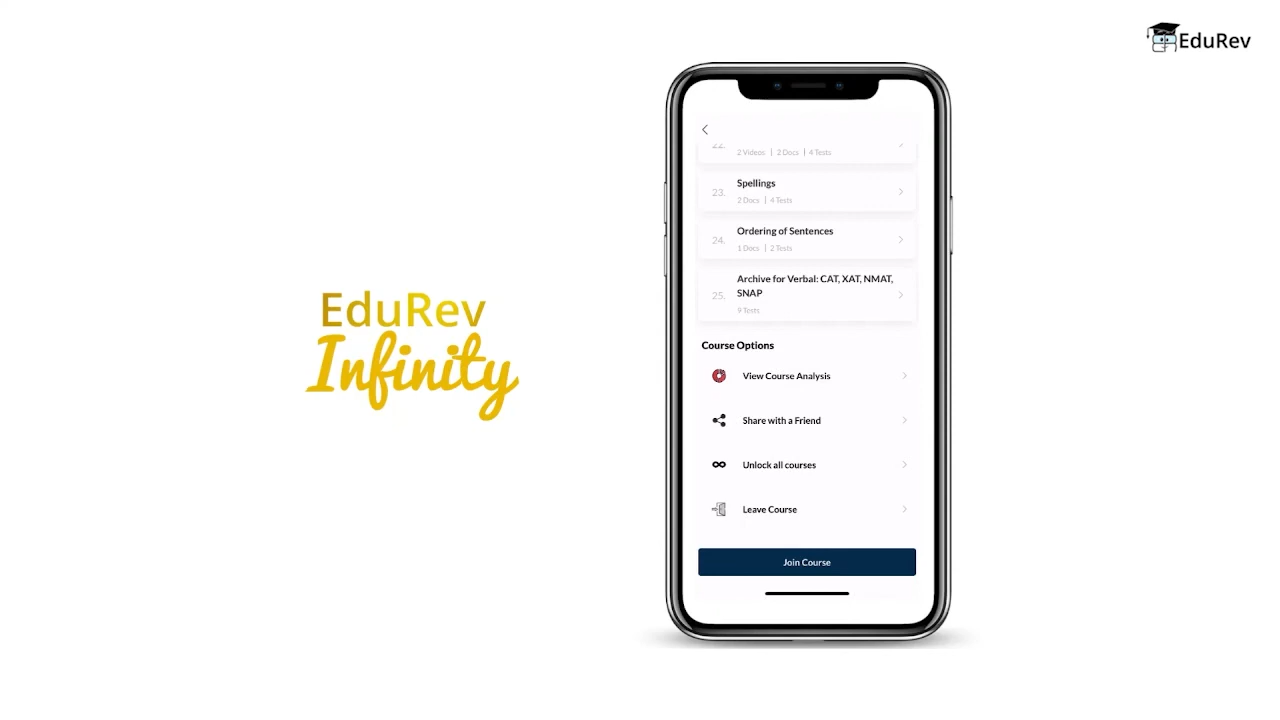 EduRev
EduRev
Infinity
22.
2 Videos | 2 Docs | 4 Tests
23.
Spellings
2 Docs | 4 Tests
24.
Ordering of Sentences
1 Docs | 2 Tests
25.
Archive for Verbal: CAT, XAT, NMAT,
SNAP
9 Tests
Course Options
View Course Analysis
Share with a Friend
Unlock all courses
Leave Course
Join Course